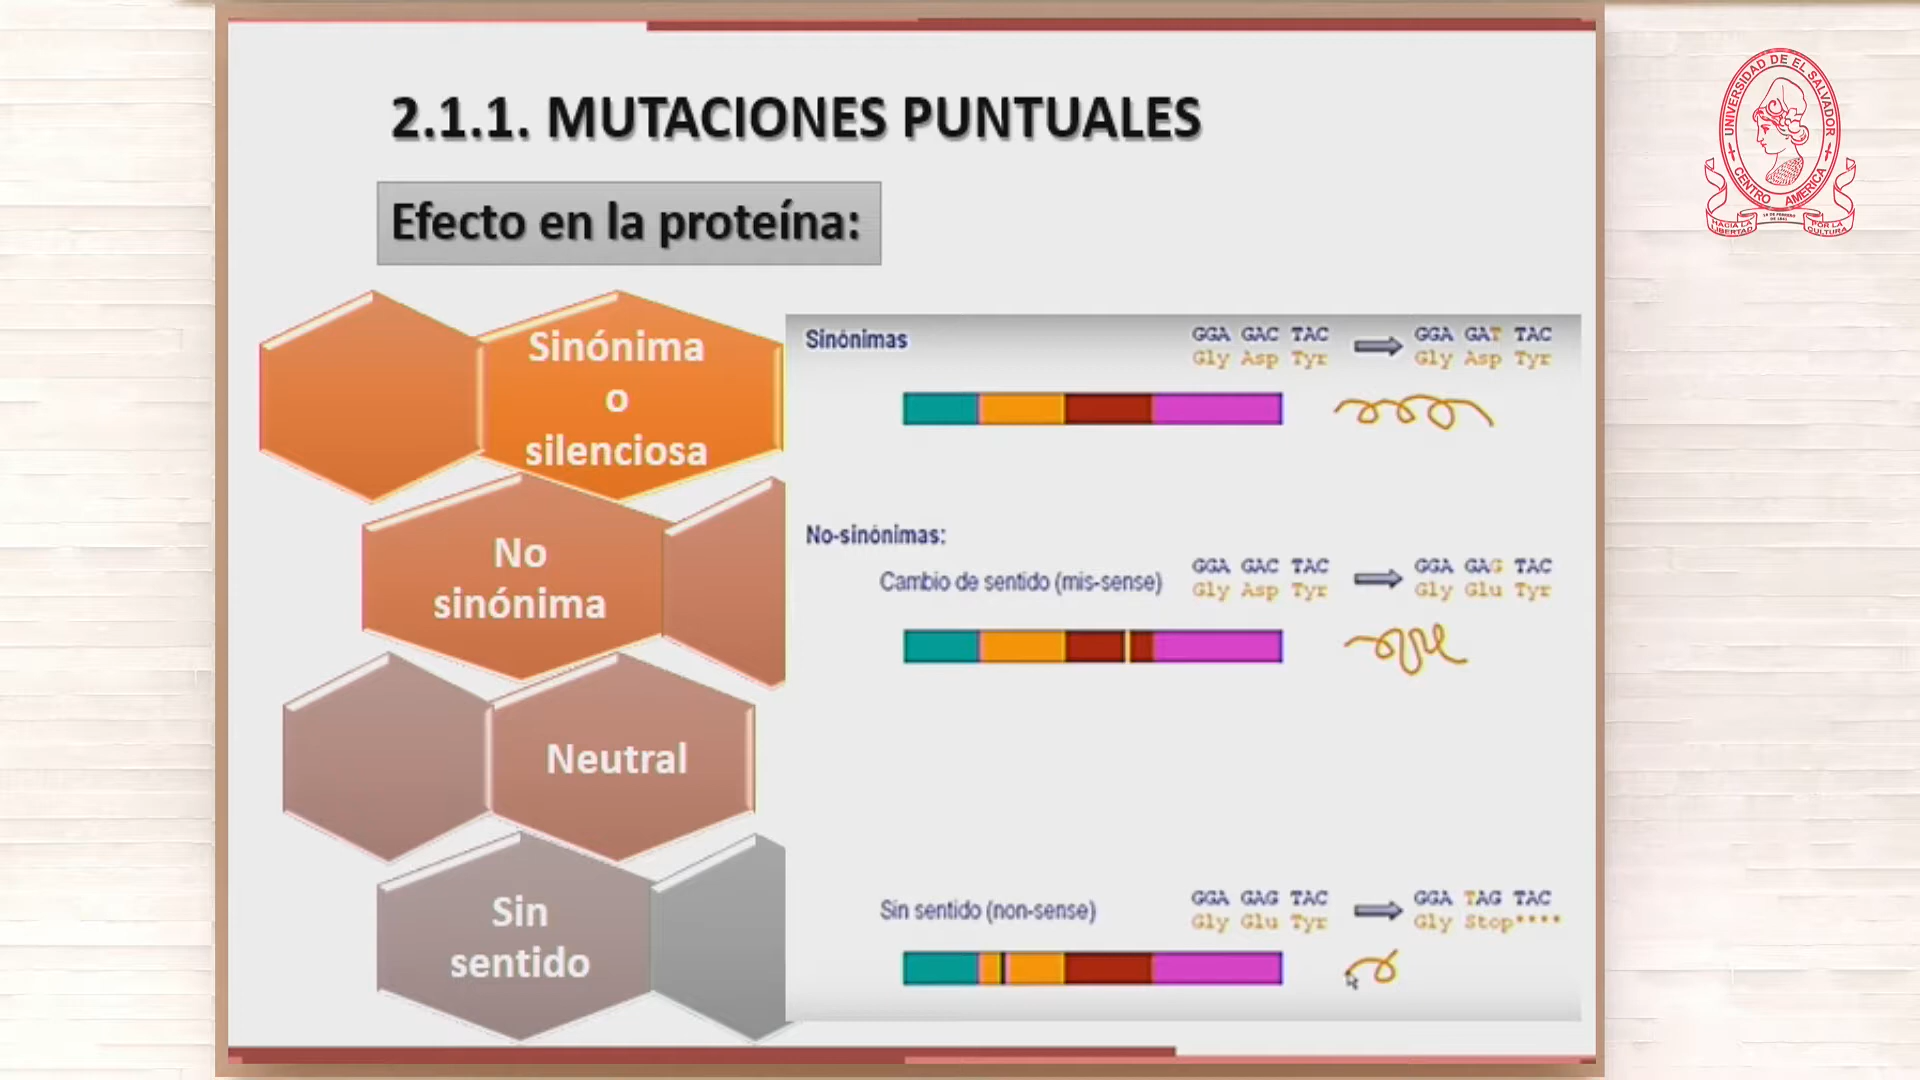 2.1.1. MUTACIONES PUNTUALES
Efecto en la proteína:
Sinónima
o
silenciosa
No
sinónima
Neutral
Sin
sentido
Sinónimas
GGA GAC TAC
Gly Asp Tyr
GGA GAT TAC
Gly Asp Tyr
No-sinónimas:
Cambio de sentido (mis-sense)
GGA GAC TAC
Gly Asp Tyr
GGA GAG TAC
Gly Glu Tyr
Sin sentido (non-sense)
GGA GAG TAC
Gly Glu Tyr
GGA TAG TAC
Gly Stop****
UNIVERSIDAD DE EL SALVADOR
CENTRO AMERICA
HACIA LA
LIBERTAD
POR LA
CULTURA